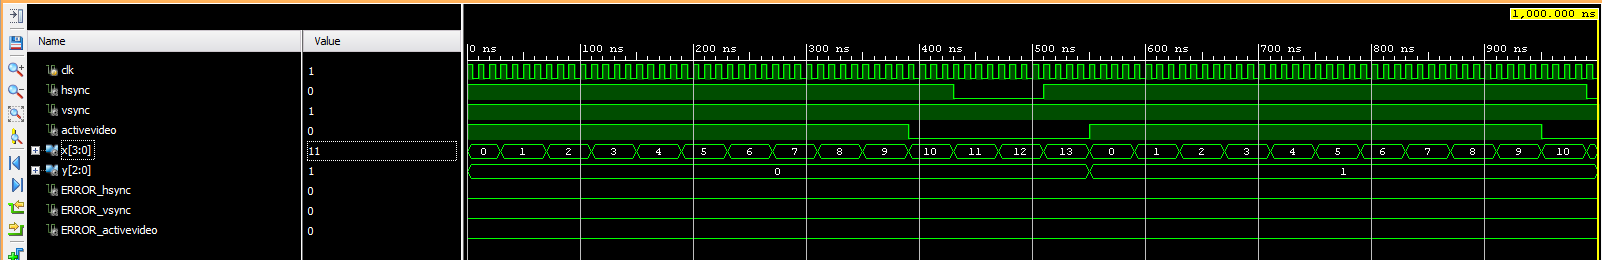 1,000.000 ns
Name Value
0 ns 100 ns 200 ns 300 ns 400 ns 500 ns 600 ns 700 ns 800 ns 900 ns
clk 1
hsync 0
vsync 1
activevideo 0
x[3:0] 11 0 1 2 3 4 5 6 7 8 9 10 11 12 13 0 1 2 3 4 5 6 7 8 9 10
y[2:0] 1 0 1
ERROR_hsync 0
ERROR_vsync 0
ERROR_activevideo 0